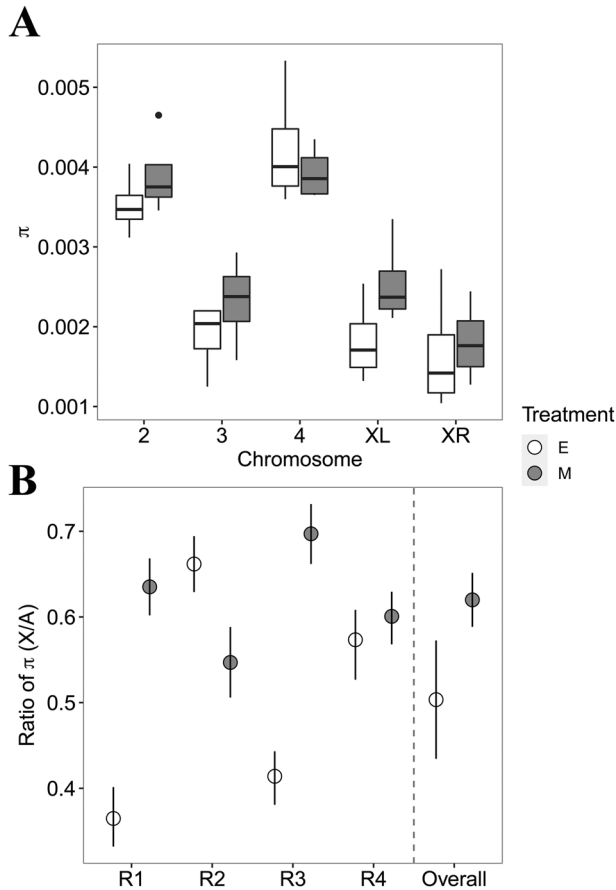 A
0.005
0.004
0.003
0.002
0.001
π
2 3 4 XL XR
Chromosome
Treatment
E
M
B
0.7
0.6
0.5
0.4
Ratio of π (X/A)
R1 R2 R3 R4 Overall